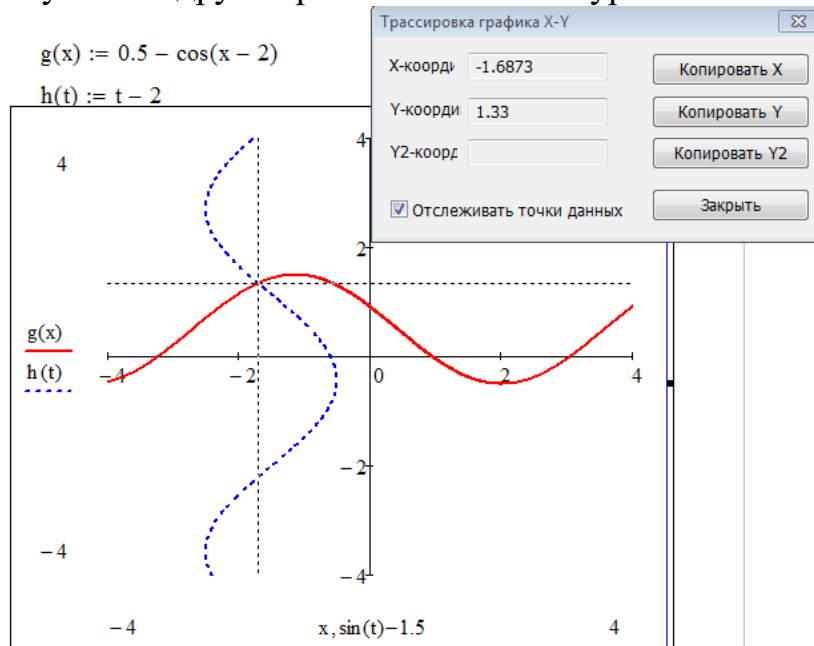 Трассировка графика X-Y
g(x) := 0.5 − cos(x − 2)
X-коорди -1.6873 Копировать X
h(t) := t − 2
Y-коорди 1.33 Копировать Y
Y2-коорд Копировать Y2
Отслеживать точки данных Закрыть
4
4
2
g(x)
h(t)
−4 −2 0 2 4
−2
−4
−4
−4 x, sin(t)−1.5 4